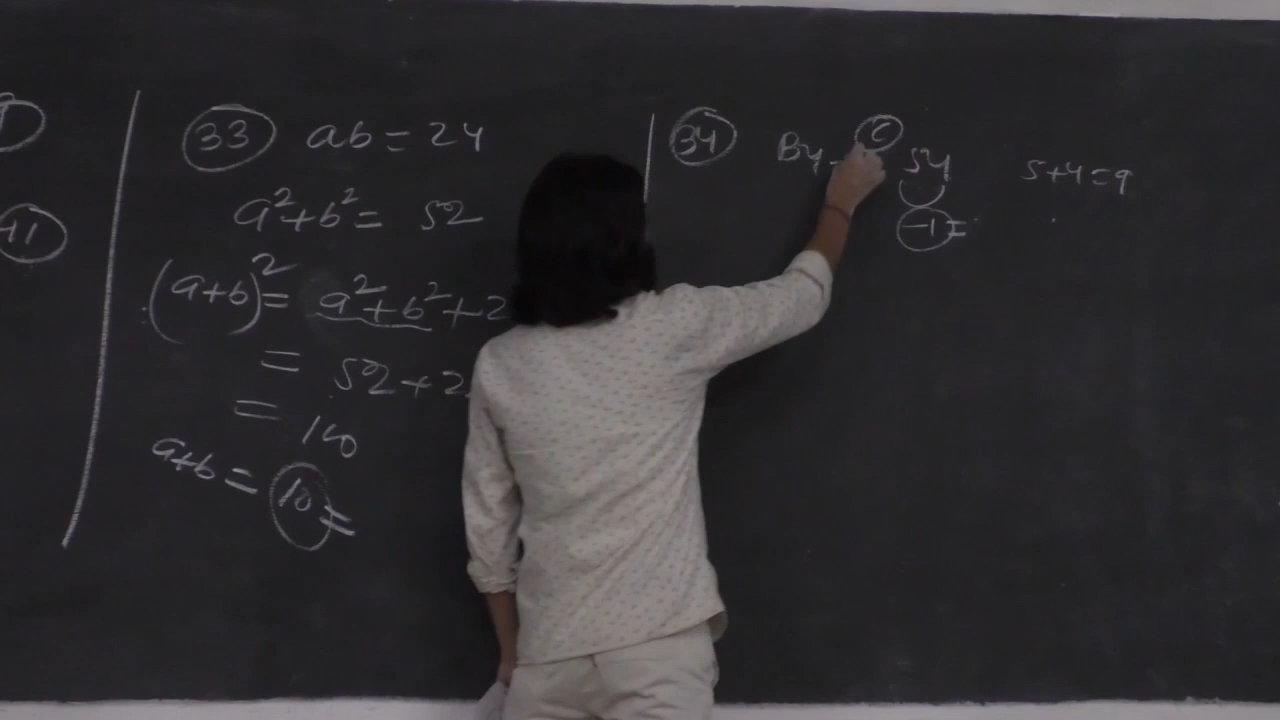 11
33 ab = 24
a²+b² = 52
(a+b)² = a²+b²+2
= 52+2
= 100
a+b = 10 =
34 By C 54 5+4=9
-1 =